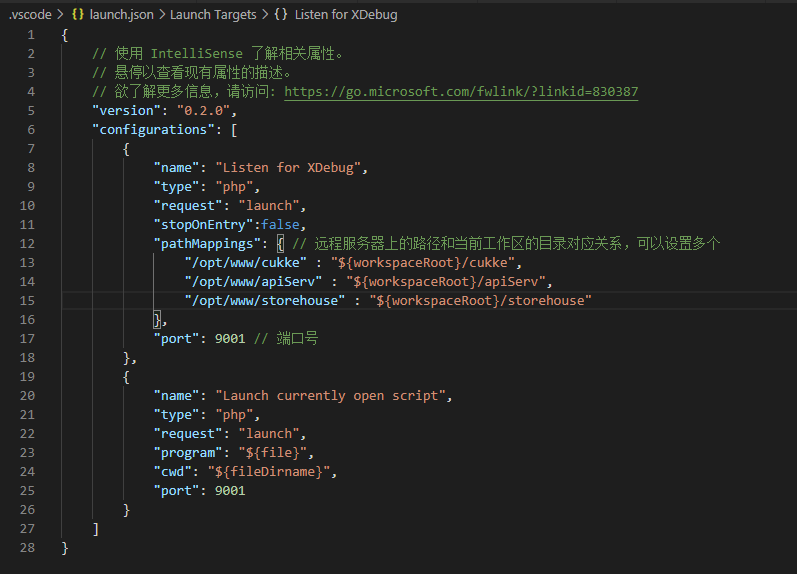 .vscode > {} launch.json > Launch Targets > {} Listen for XDebug
1 {
2 // 使用 IntelliSense 了解相关属性。
3 // 悬停以查看现有属性的描述。
4 // 欲了解更多信息，请访问: https://go.microsoft.com/fwlink/?linkid=830387
5 "version": "0.2.0",
6 "configurations": [
7 {
8 "name": "Listen for XDebug",
9 "type": "php",
10 "request": "launch",
11 "stopOnEntry":false,
12 "pathMappings": { // 远程服务器上的路径和当前工作区的目录对应关系，可以设置多个
13 "/opt/www/cukke" : "${workspaceRoot}/cukke",
14 "/opt/www/apiServ" : "${workspaceRoot}/apiServ",
15 "/opt/www/storehouse" : "${workspaceRoot}/storehouse"
16 },
17 "port": 9001 // 端口号
18 },
19 {
20 "name": "Launch currently open script",
21 "type": "php",
22 "request": "launch",
23 "program": "${file}",
24 "cwd": "${fileDirname}",
25 "port": 9001
26 }
27 ]
28 }